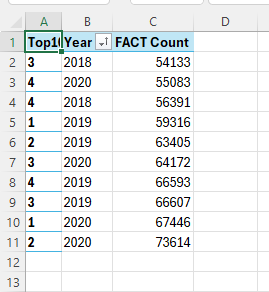 A B C D
1 Top10 Year FACT Count
2 3 2018 54133
3 4 2020 55083
4 4 2018 56391
5 1 2019 59316
6 2 2019 63405
7 3 2020 64172
8 4 2019 66593
9 3 2019 66607
10 1 2020 67446
11 2 2020 73614
12
13